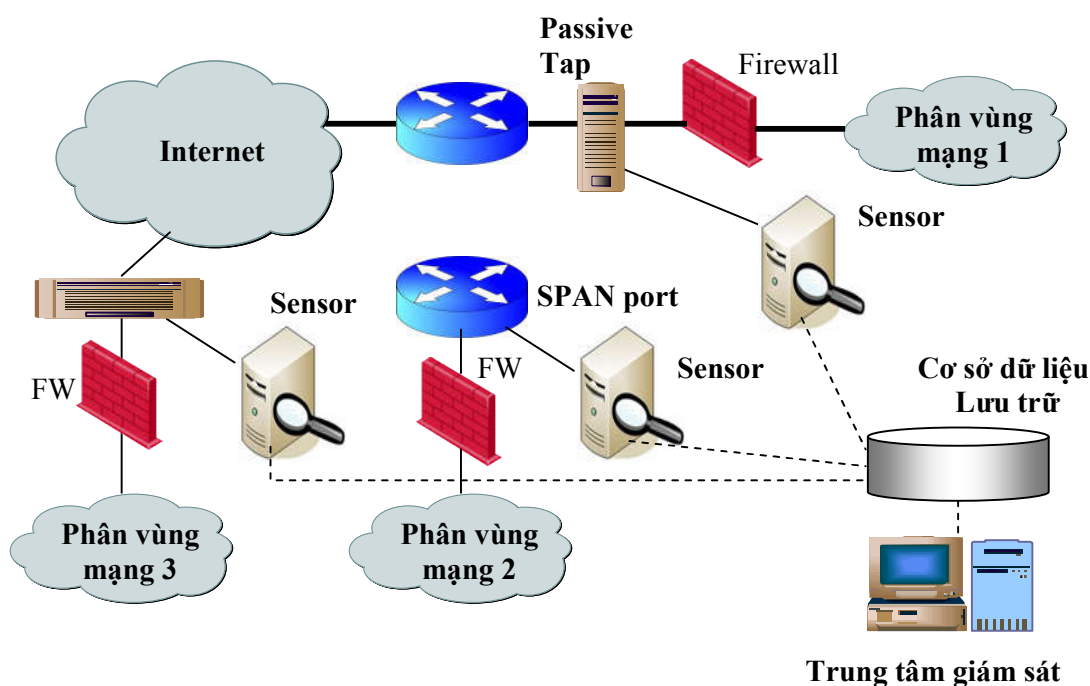 Passive
Tap
Firewall
Internet
Phân vùng
mạng 1
Sensor
Sensor
SPAN port
FW
FW
Sensor
Cơ sở dữ liệu
Lưu trữ
Phân vùng
mạng 3
Phân vùng
mạng 2
Trung tâm giám sát